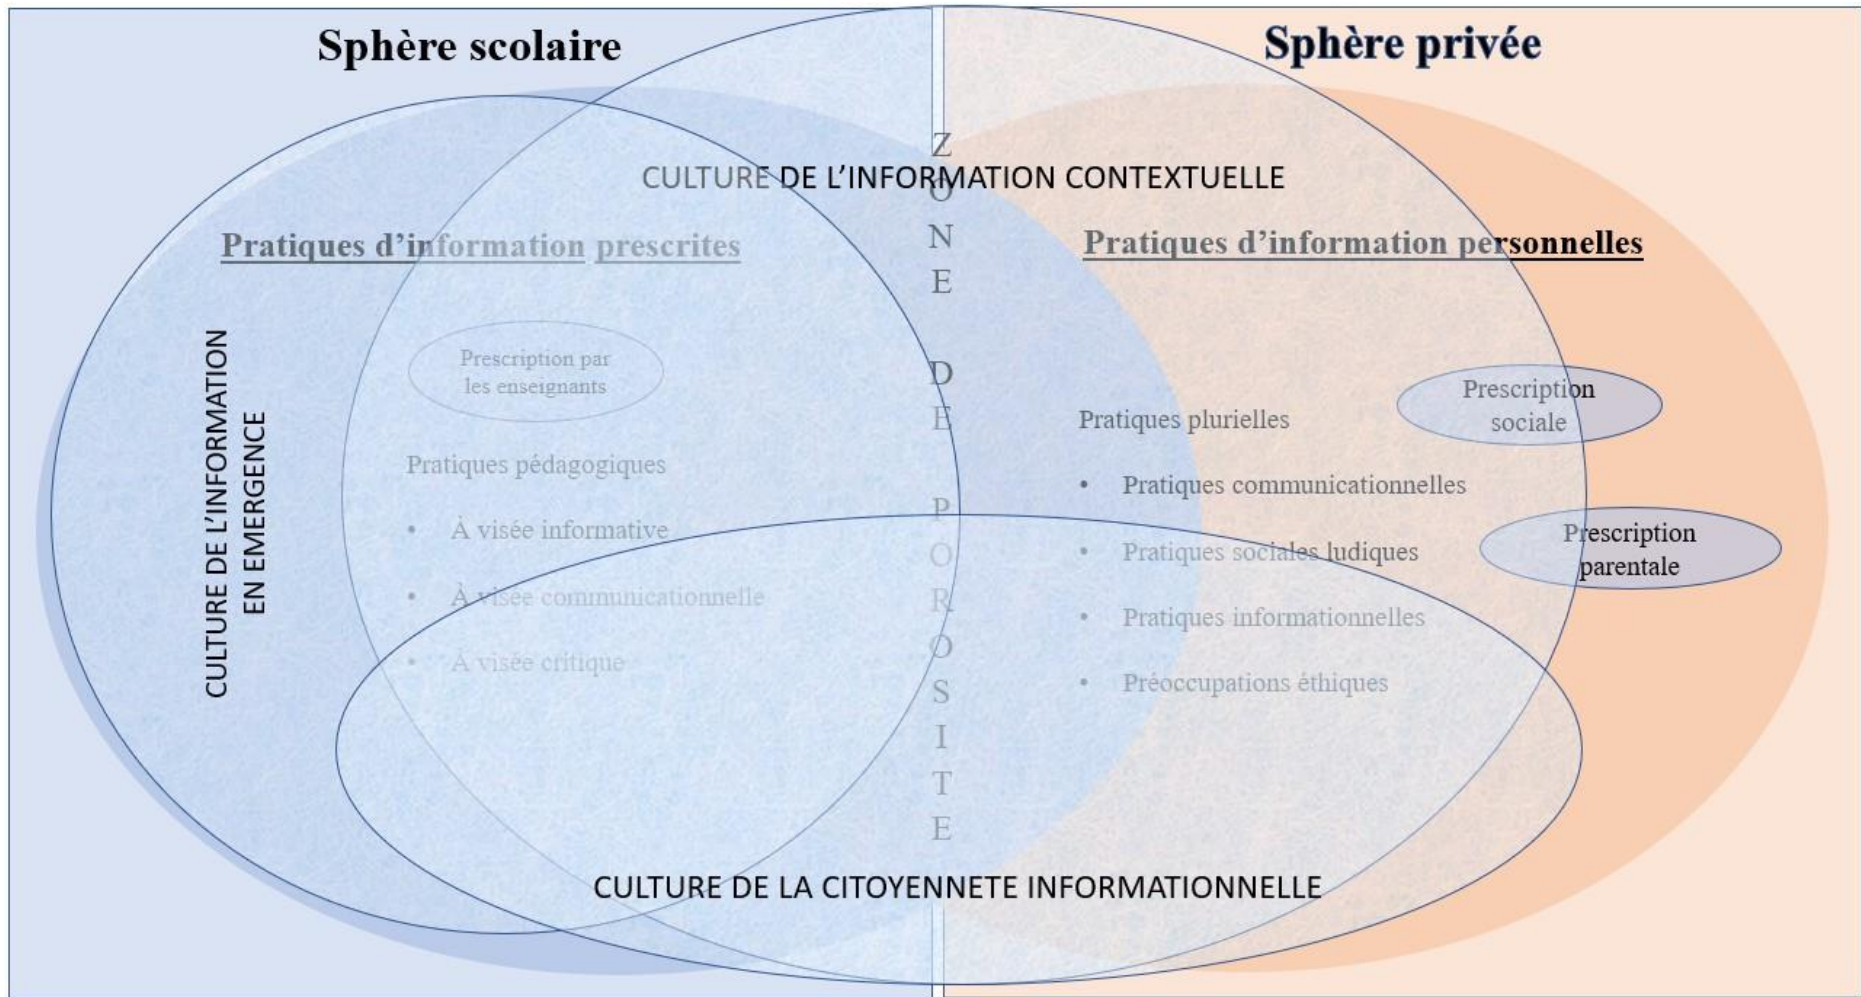 Sphère scolaire
Sphère privée
CULTURE DE L’INFORMATION CONTEXTUELLE
Pratiques d’information prescrites
Pratiques d’information personnelles
ZONE DE POROSITE
CULTURE DE L’INFORMATION
EN EMERGENCE
Prescription par
les enseignants
Pratiques pédagogiques
• À visée informative
• À visée communicationnelle
• À visée critique
Pratiques plurielles
• Pratiques communicationnelles
• Pratiques sociales ludiques
• Pratiques informationnelles
• Préoccupations éthiques
Prescription
sociale
Prescription
parentale
CULTURE DE LA CITOYENNETE INFORMATIONNELLE